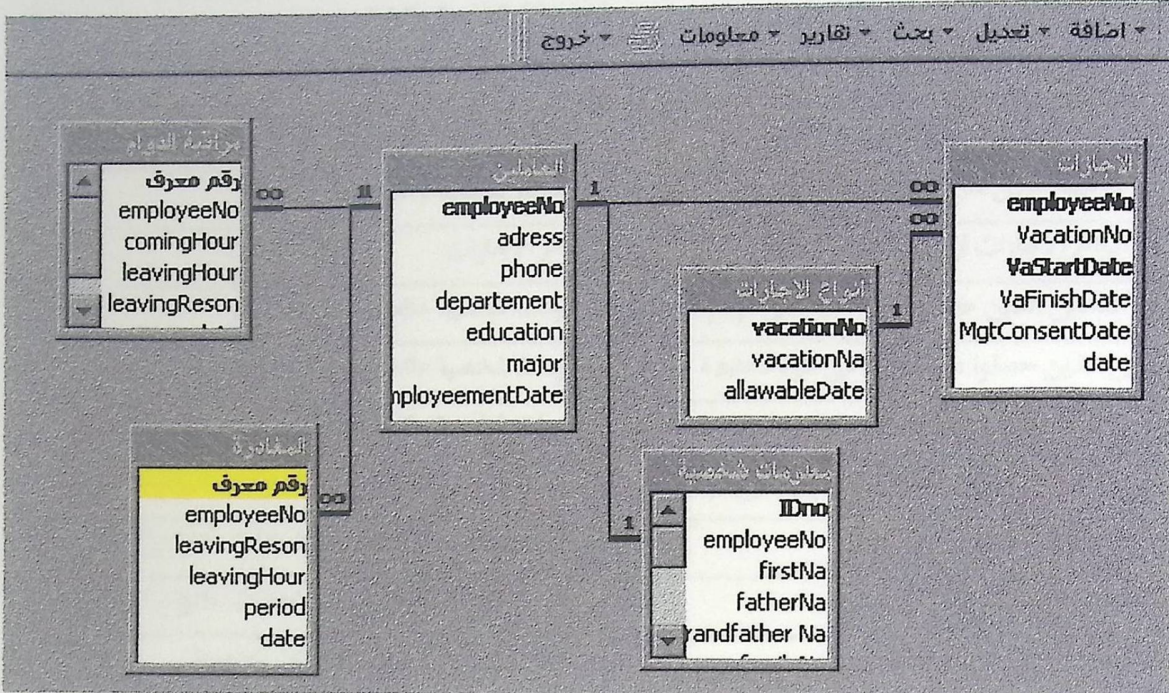 اضافة تعديل بحث تقارير معلومات خروج
مراقبة الدوام
رقم معرف
employeeNo
comingHour
leavingHour
leavingReson
∞
1
العاملين
employeeNo
adress
phone
departement
education
major
mployeementDate
1
∞
∞
الاجازات
employeeNo
VacationNo
VaStartDate
VaFinishDate
MgtConsentDate
date
انواع الاجازات
vacationNo
vacationNa
allawableDate
1
المغادرة
رقم معرف
employeeNo
leavingReson
leavingHour
period
date
∞
معلومات شخصية
IDno
employeeNo
firstNa
fatherNa
randfather Na
1